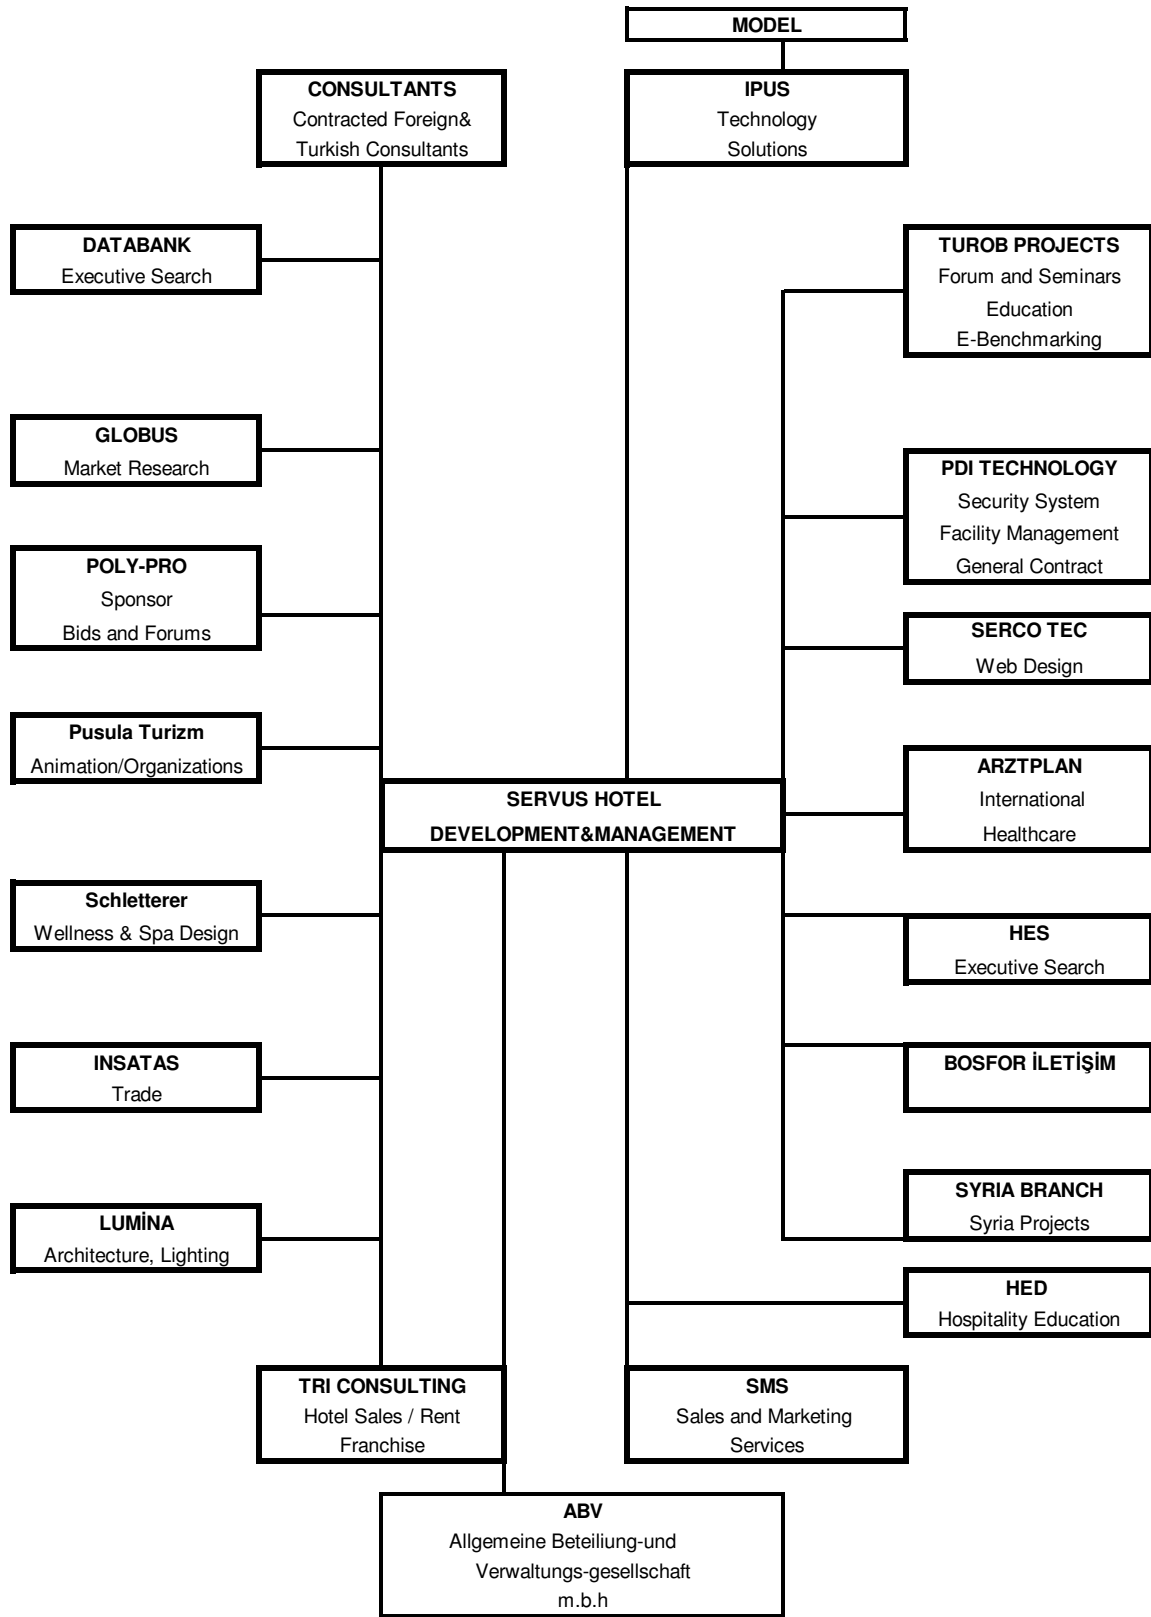 MODEL
CONSULTANTS
Contracted Foreign&
Turkish Consultants
IPUS
Technology
Solutions
DATABANK
Executive Search
TUROB PROJECTS
Forum and Seminars
Education
E-Benchmarking
GLOBUS
Market Research
PDI TECHNOLOGY
Security System
Facility Management
General Contract
POLY-PRO
Sponsor
Bids and Forums
SERCO TEC
Web Design
Pusula Turizm
Animation/Organizations
ARZTPLAN
International
Healthcare
SERVUS HOTEL
DEVELOPMENT&MANAGEMENT
Schletterer
Wellness & Spa Design
HES
Executive Search
INSATAS
Trade
BOSFOR İLETİŞİM
SYRIA BRANCH
Syria Projects
LUMİNA
Architecture, Lighting
HED
Hospitality Education
TRI CONSULTING
Hotel Sales / Rent
Franchise
SMS
Sales and Marketing
Services
ABV
Allgemeine Beteiliung-und
Verwaltungs-gesellschaft
m.b.h